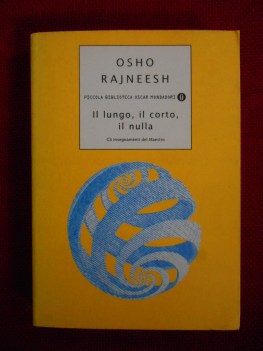 OSHO
RAJNEESH
PICCOLA BIBLIOTECA OSCAR MONDADORI
Il lungo, il corto,
il nulla
Gli insegnamenti del Maestro